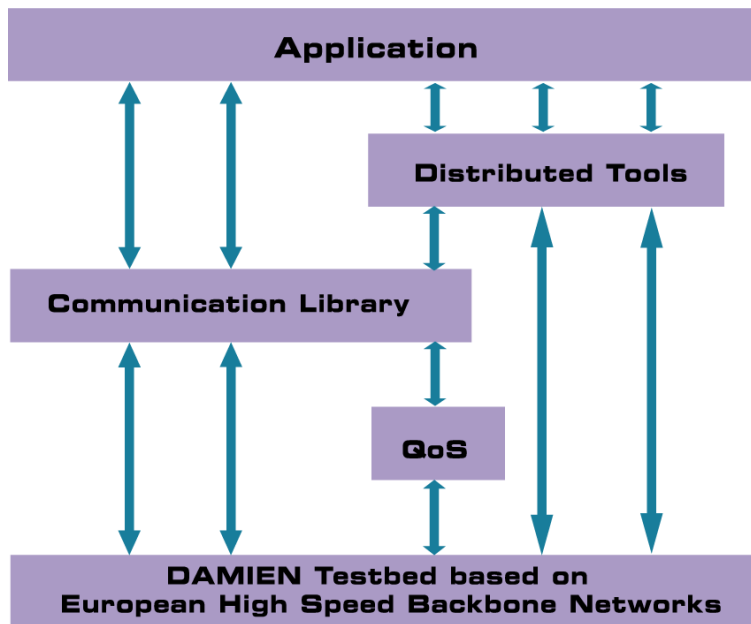 Application
Distributed Tools
Communication Library
QoS
DAMIEN Testbed based on
European High Speed Backbone Networks